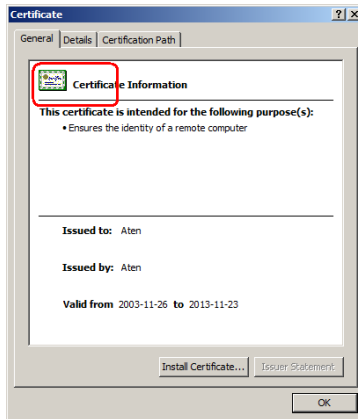 Certificate
General Details Certification Path
Certificate Information
This certificate is intended for the following purpose(s):
• Ensures the identity of a remote computer
Issued to: Aten
Issued by: Aten
Valid from 2003-11-26 to 2013-11-23
Install Certificate... Issuer Statement
OK